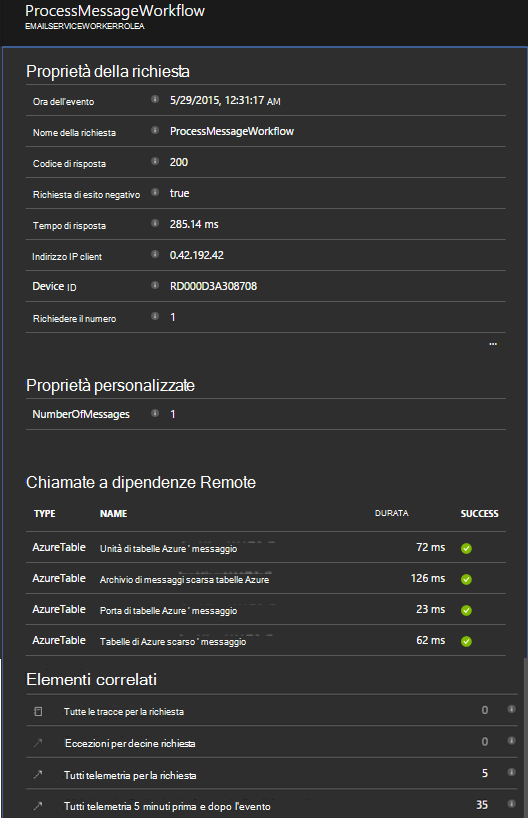 ProcessMessageWorkflow
EMAILSERVICEWORKERROLEA
Proprietà della richiesta
Ora dell'evento 5/29/2015, 12:31:17 AM
Nome della richiesta ProcessMessageWorkflow
Codice di risposta 200
Richiesta di esito negativo true
Tempo di risposta 285.14 ms
Indirizzo IP client 0.42.192.42
Device ID RD000D3A308708
Richiedere il numero 1
...
Proprietà personalizzate
NumberOfMessages 1
Chiamate a dipendenze Remote
TYPE NAME DURATA SUCCESS
AzureTable Unità di tabelle Azure ' messaggio 72 ms
AzureTable Archivio di messaggi scarsa tabelle Azure 126 ms
AzureTable Porta di tabelle Azure ' messaggio 23 ms
AzureTable Tabelle di Azure scarso ' messaggio 62 ms
Elementi correlati
Tutte le tracce per la richiesta 0
Eccezioni per decine richiesta 0
Tutti telemetria per la richiesta 5
Tutti telemetria 5 minuti prima e dopo l'evento 35